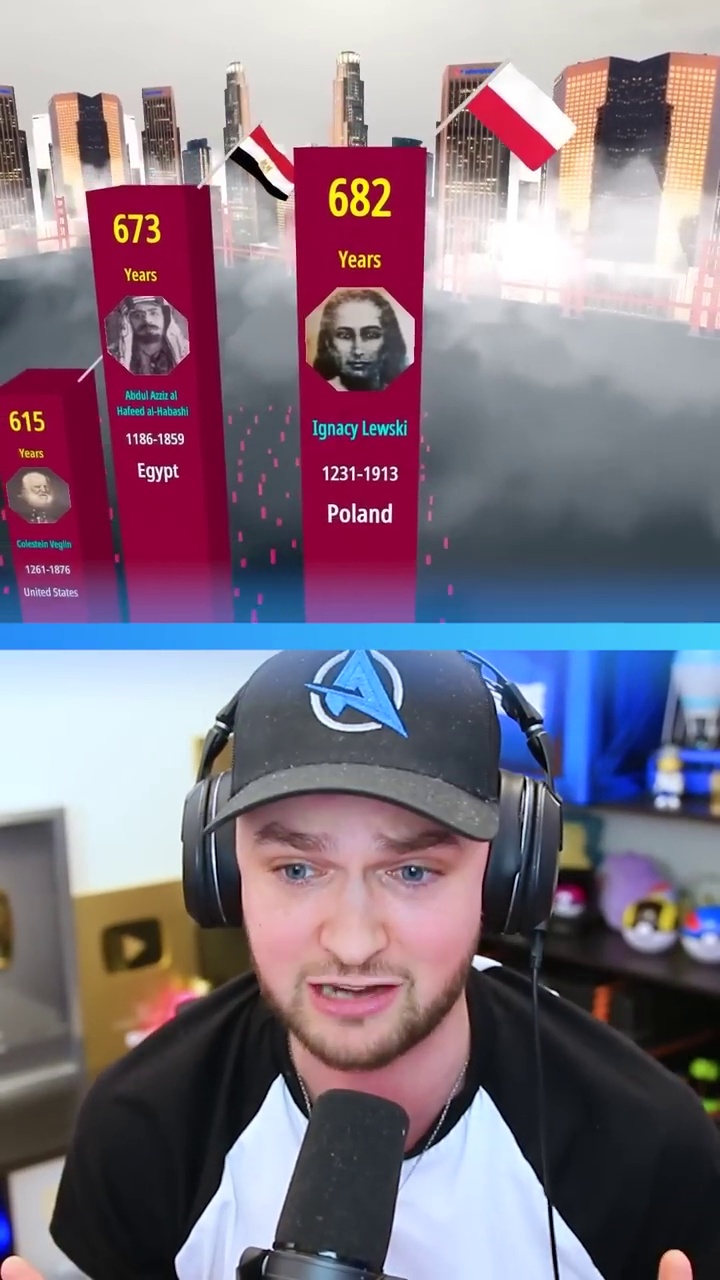 615
Years
Colestein Veglin
1261-1876
United States
673
Years
Abdul Azziz al
Hafeed al-Habashi
1186-1859
Egypt
682
Years
Ignacy Lewski
1231-1913
Poland